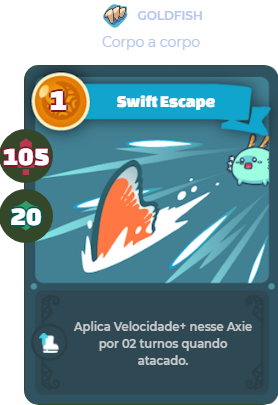 GOLDFISH
Corpo a corpo
1
Swift Escape
105
20
Aplica Velocidade+ nesse Axie
por 02 turnos quando
atacado.